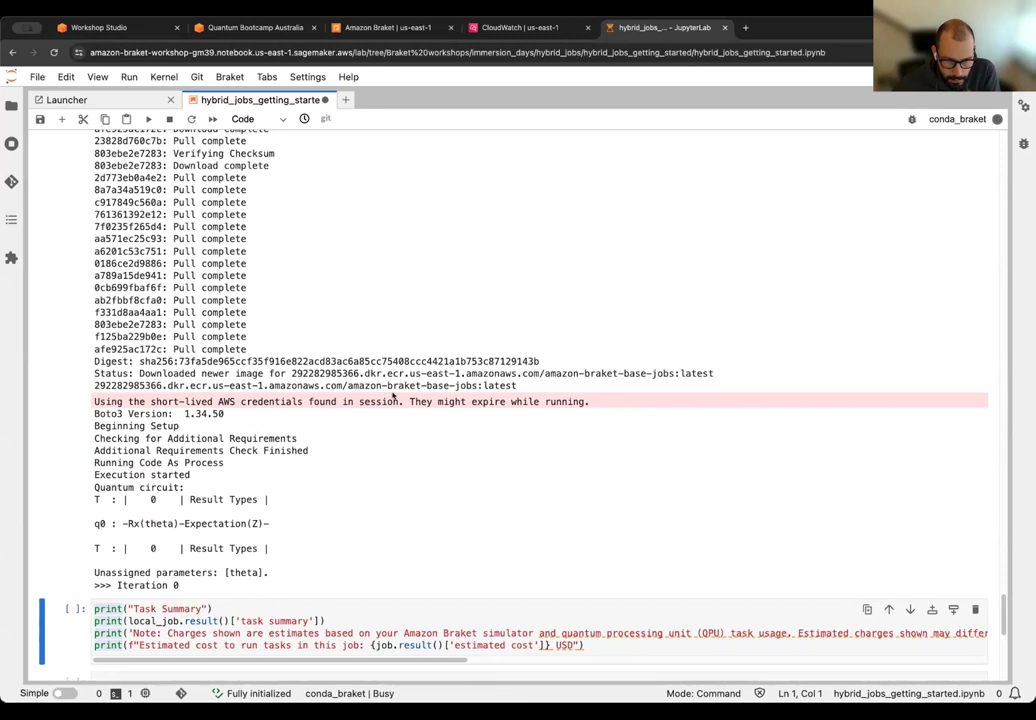 Workshop Studio
Quantum Bootcamp Australia
Amazon Braket | us-east-1
CloudWatch | us-east-1
hybrid_jobs_... - JupyterLab
amazon-braket-workshop-gm39.notebook.us-east-1.sagemaker.aws/lab/tree/Braket%20workshops/immersion_days/hybrid_jobs/hybrid_jobs_getting_started/hybrid_jobs_getting_started.ipynb
File Edit View Run Kernel Git Braket Tabs Settings Help
Launcher
hybrid_jobs_getting_starte
Code
git
conda_braket
afe925ac172c: Download complete
23828d760c7b: Pull complete
803ebe2e7283: Verifying Checksum
803ebe2e7283: Download complete
2d773eb0a4e2: Pull complete
8a7a34a519c0: Pull complete
c917849c560a: Pull complete
761361392e12: Pull complete
7f0235f265d4: Pull complete
aa571ec25c93: Pull complete
a6201c53c751: Pull complete
0186ce2d9886: Pull complete
a789a15de941: Pull complete
0cb699fbaf6f: Pull complete
ab2fbbf8cfa0: Pull complete
f331d8aa4aa1: Pull complete
803ebe2e7283: Pull complete
f125ba229b0e: Pull complete
afe925ac172c: Pull complete
Digest: sha256:73fa5de965ccf35f916e822acd83ac6a85cc75408ccc4421a1b753c87129143b
Status: Downloaded newer image for 292282985366.dkr.ecr.us-east-1.amazonaws.com/amazon-braket-base-jobs:latest
292282985366.dkr.ecr.us-east-1.amazonaws.com/amazon-braket-base-jobs:latest
Using the short-lived AWS credentials found in session. They might expire while running.
Boto3 Version:  1.34.50
Beginning Setup
Checking for Additional Requirements
Additional Requirements Check Finished
Running Code As Process
Execution started
Quantum circuit:
T  : |    0    | Result Types |
q0 : -Rx(theta)-Expectation(Z)-
T  : |    0    | Result Types |
Unassigned parameters: [theta].
>>> Iteration 0
[ ]: print("Task Summary")
print(local_job.result()['task summary'])
print('Note: Charges shown are estimates based on your Amazon Braket simulator and quantum processing unit (QPU) task usage. Estimated charges shown may differ
print(f"Estimated cost to run tasks in this job: {job.result()['estimated cost']} USD")
Simple 0 1 Fully initialized conda_braket | Busy Mode: Command Ln 1, Col 1 hybrid_jobs_getting_started.ipynb 0